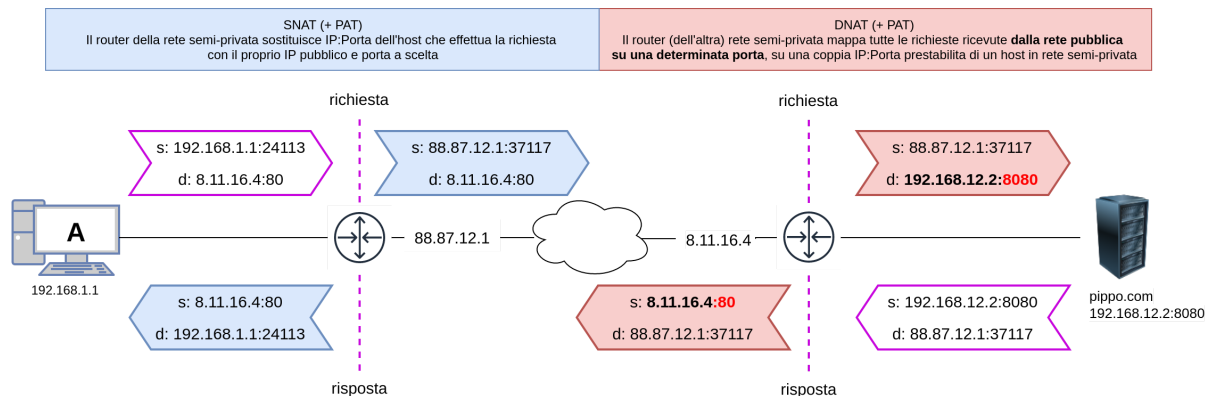 SNAT (+ PAT)
Il router della rete semi-privata sostituisce IP:Porta dell'host che effettua la richiesta
con il proprio IP pubblico e porta a scelta
DNAT (+ PAT)
Il router (dell'altra) rete semi-privata mappa tutte le richieste ricevute dalla rete pubblica
su una determinata porta, su una coppia IP:Porta prestabilita di un host in rete semi-privata
richiesta
richiesta
s: 192.168.1.1:24113
d: 8.11.16.4:80
s: 88.87.12.1:37117
d: 8.11.16.4:80
s: 88.87.12.1:37117
d: 192.168.12.2:8080
A
192.168.1.1
88.87.12.1
8.11.16.4
pippo.com
192.168.12.2:8080
s: 8.11.16.4:80
d: 192.168.1.1:24113
s: 8.11.16.4:80
d: 88.87.12.1:37117
s: 192.168.12.2:8080
d: 88.87.12.1:37117
risposta
risposta